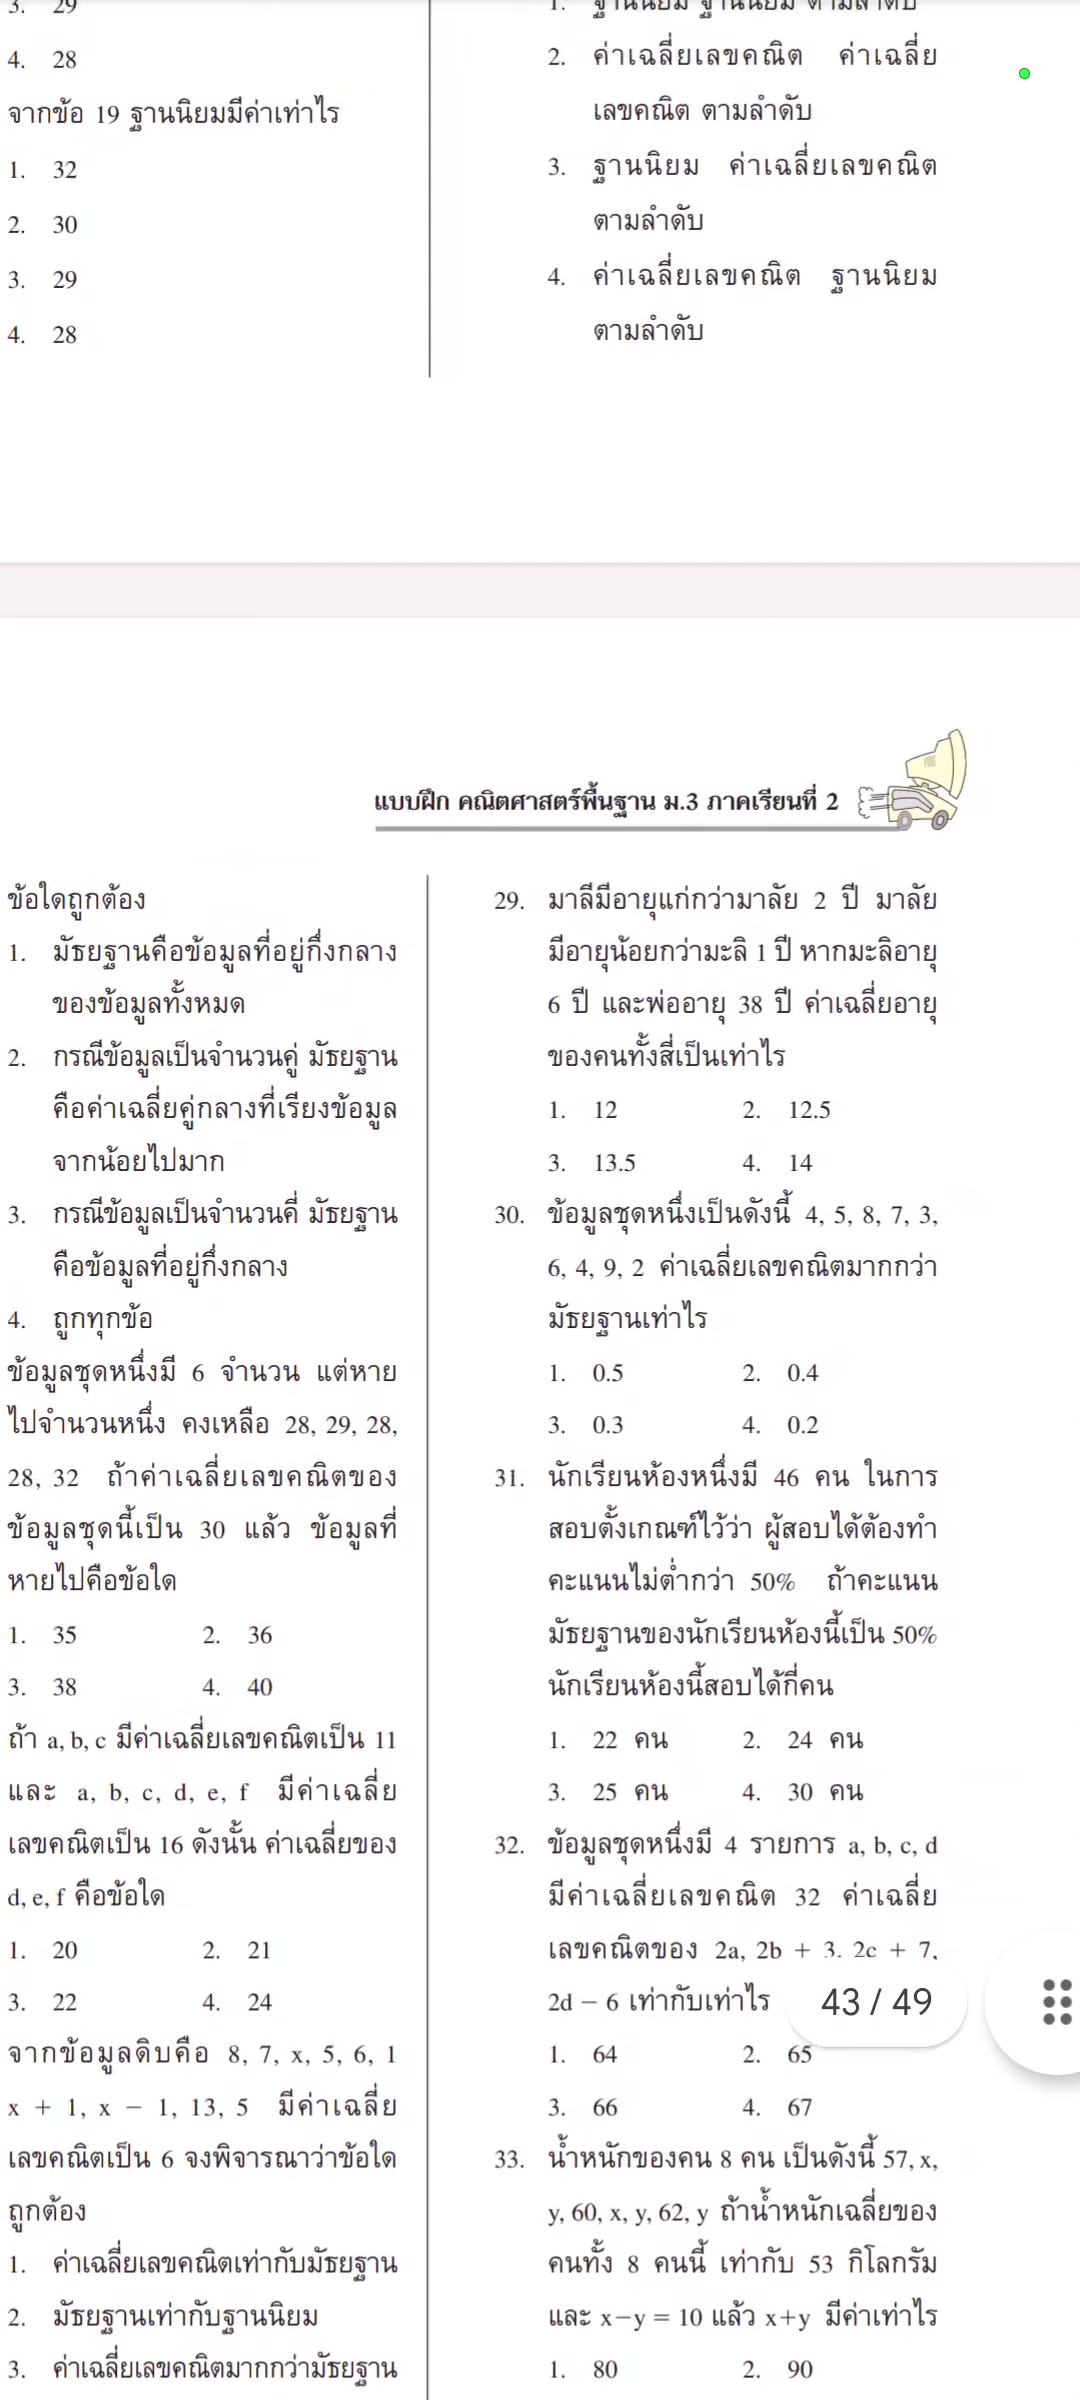 3. 29
4. 28
จากข้อ 19 ฐานนิยมมีค่าเท่าไร
1. 32
2. 30
3. 29
4. 28
1. ฐานนิยม ฐานนิยม ตามลำดับ
2. ค่าเฉลี่ยเลขคณิต ค่าเฉลี่ย
เลขคณิต ตามลำดับ
3. ฐานนิยม ค่าเฉลี่ยเลขคณิต
ตามลำดับ
4. ค่าเฉลี่ยเลขคณิต ฐานนิยม
ตามลำดับ
แบบฝึก คณิตศาสตร์พื้นฐาน ม.3 ภาคเรียนที่ 2
ข้อใดถูกต้อง
1. มัธยฐานคือข้อมูลที่อยู่กึ่งกลาง
ของข้อมูลทั้งหมด
2. กรณีข้อมูลเป็นจำนวนคู่ มัธยฐาน
คือค่าเฉลี่ยคู่กลางที่เรียงข้อมูล
จากน้อยไปมาก
3. กรณีข้อมูลเป็นจำนวนคี่ มัธยฐาน
คือข้อมูลที่อยู่กึ่งกลาง
4. ถูกทุกข้อ
ข้อมูลชุดหนึ่งมี 6 จำนวน แต่หาย
ไปจำนวนหนึ่ง คงเหลือ 28, 29, 28,
28, 32 ถ้าค่าเฉลี่ยเลขคณิตของ
ข้อมูลชุดนี้เป็น 30 แล้ว ข้อมูลที่
หายไปคือข้อใด
1. 35 2. 36
3. 38 4. 40
ถ้า a, b, c มีค่าเฉลี่ยเลขคณิตเป็น 11
และ a, b, c, d, e, f มีค่าเฉลี่ย
เลขคณิตเป็น 16 ดังนั้น ค่าเฉลี่ยของ
d, e, f คือข้อใด
1. 20 2. 21
3. 22 4. 24
จากข้อมูลดิบคือ 8, 7, x, 5, 6, 1
x + 1, x − 1, 13, 5 มีค่าเฉลี่ย
เลขคณิตเป็น 6 จงพิจารณาว่าข้อใด
ถูกต้อง
1. ค่าเฉลี่ยเลขคณิตเท่ากับมัธยฐาน
2. มัธยฐานเท่ากับฐานนิยม
3. ค่าเฉลี่ยเลขคณิตมากกว่ามัธยฐาน
29. มาลีมีอายุแก่กว่ามาลัย 2 ปี มาลัย
มีอายุน้อยกว่ามะลิ 1 ปี หากมะลิอายุ
6 ปี และพ่ออายุ 38 ปี ค่าเฉลี่ยอายุ
ของคนทั้งสี่เป็นเท่าไร
1. 12 2. 12.5
3. 13.5 4. 14
30. ข้อมูลชุดหนึ่งเป็นดังนี้ 4, 5, 8, 7, 3,
6, 4, 9, 2 ค่าเฉลี่ยเลขคณิตมากกว่า
มัธยฐานเท่าไร
1. 0.5 2. 0.4
3. 0.3 4. 0.2
31. นักเรียนห้องหนึ่งมี 46 คน ในการ
สอบตั้งเกณฑ์ไว้ว่า ผู้สอบได้ต้องทำ
คะแนนไม่ต่ำกว่า 50% ถ้าคะแนน
มัธยฐานของนักเรียนห้องนี้เป็น 50%
นักเรียนห้องนี้สอบได้กี่คน
1. 22 คน 2. 24 คน
3. 25 คน 4. 30 คน
32. ข้อมูลชุดหนึ่งมี 4 รายการ a, b, c, d
มีค่าเฉลี่ยเลขคณิต 32 ค่าเฉลี่ย
เลขคณิตของ 2a, 2b + 3, 2c + 7,
2d − 6 เท่ากับเท่าใร
43 / 49
1. 64 2. 65
3. 66 4. 67
33. น้ำหนักของคน 8 คน เป็นดังนี้ 57, x,
y, 60, x, y, 62, y ถ้าน้ำหนักเฉลี่ยของ
คนทั้ง 8 คนนี้ เท่ากับ 53 กิโลกรัม
และ x−y = 10 แล้ว x+y มีค่าเท่าไร
1. 80 2. 90